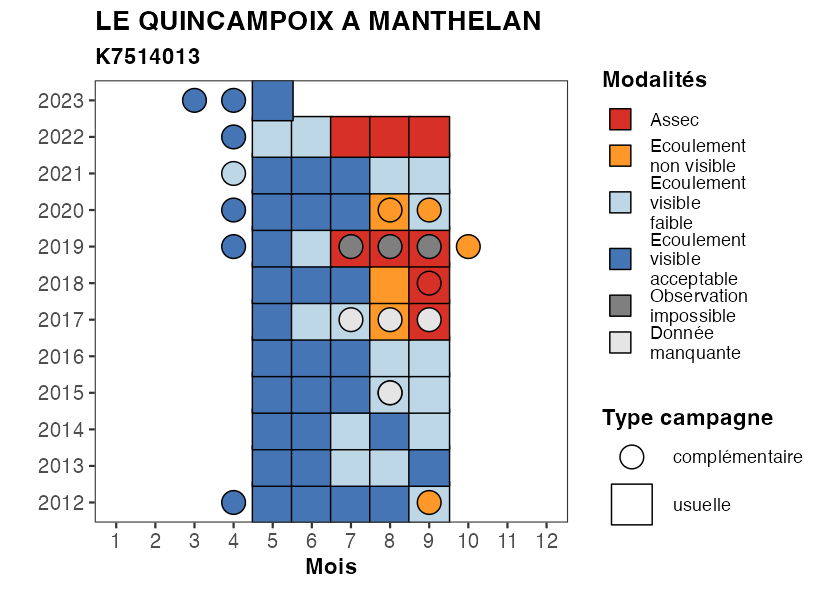 LE QUINCAMPOIX A MANTHELAN
K7514013
2023
2022
2021
2020
2019
2018
2017
2016
2015
2014
2013
2012
1 2 3 4 5 6 7 8 9 10 11 12
Mois
Modalités
Assec
Ecoulement
non visible
Ecoulement
visible
faible
Ecoulement
visible
acceptable
Observation
impossible
Donnée
manquante
Type campagne
complémentaire
usuelle